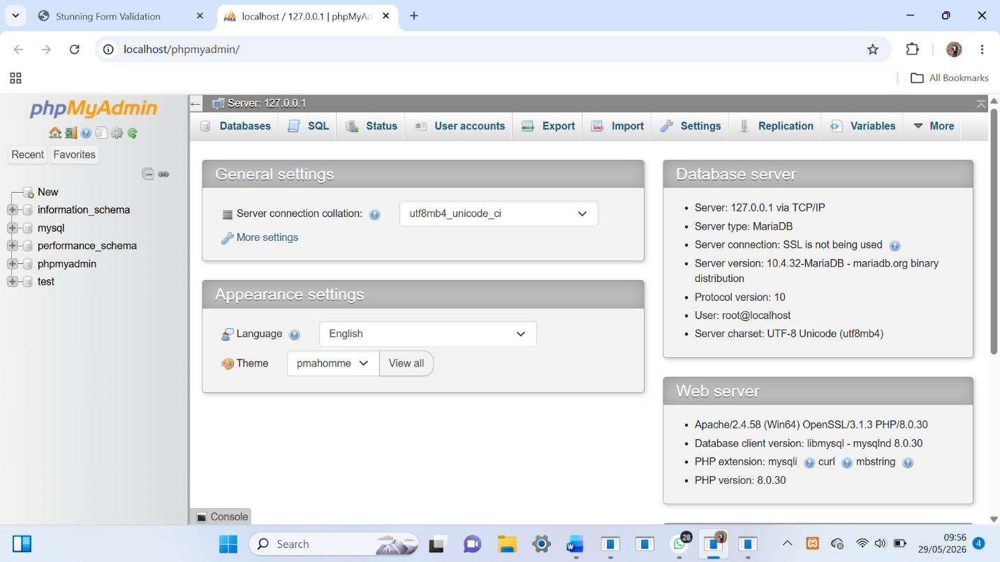 Stunning Form Validation
localhost / 127.0.0.1 | phpMyAd
localhost/phpmyadmin/
All Bookmarks
phpMyAdmin
Recent Favorites
New
information_schema
mysql
performance_schema
phpmyadmin
test
Server: 127.0.0.1
Databases SQL Status User accounts Export Import Settings Replication Variables More
General settings
Server connection collation: utf8mb4_unicode_ci
More settings
Appearance settings
Language English
Theme pmahomme View all
Database server
Server: 127.0.0.1 via TCP/IP
Server type: MariaDB
Server connection: SSL is not being used
Server version: 10.4.32-MariaDB - mariadb.org binary
distribution
Protocol version: 10
User: root@localhost
Server charset: UTF-8 Unicode (utf8mb4)
Web server
Apache/2.4.58 (Win64) OpenSSL/3.1.3 PHP/8.0.30
Database client version: libmysql - mysqlnd 8.0.30
PHP extension: mysqli curl mbstring
PHP version: 8.0.30
Console
Search
28
09:56
29/05/2026
4